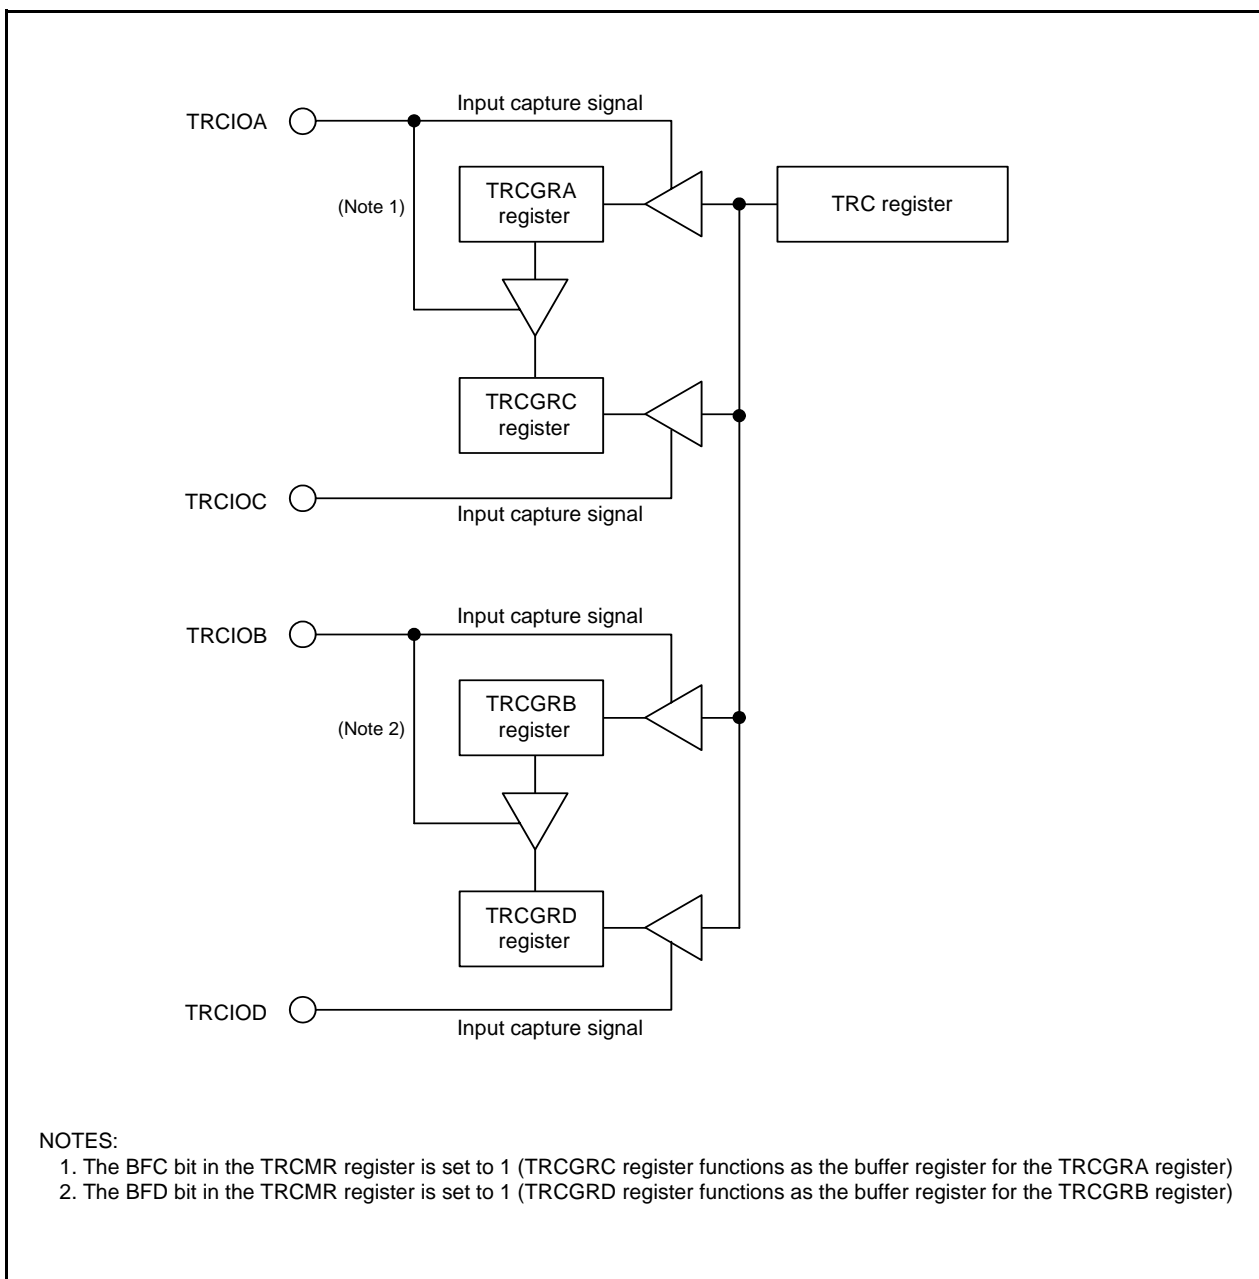 Input capture signal
TRCIOA
TRCGRA
register
TRC register
(Note 1)
TRCGRC
register
TRCIOC
Input capture signal
Input capture signal
TRCIOB
TRCGRB
register
(Note 2)
TRCGRD
register
TRCIOD
Input capture signal
NOTES:
1. The BFC bit in the TRCMR register is set to 1 (TRCGRC register functions as the buffer register for the TRCGRA register)
2. The BFD bit in the TRCMR register is set to 1 (TRCGRD register functions as the buffer register for the TRCGRB register)